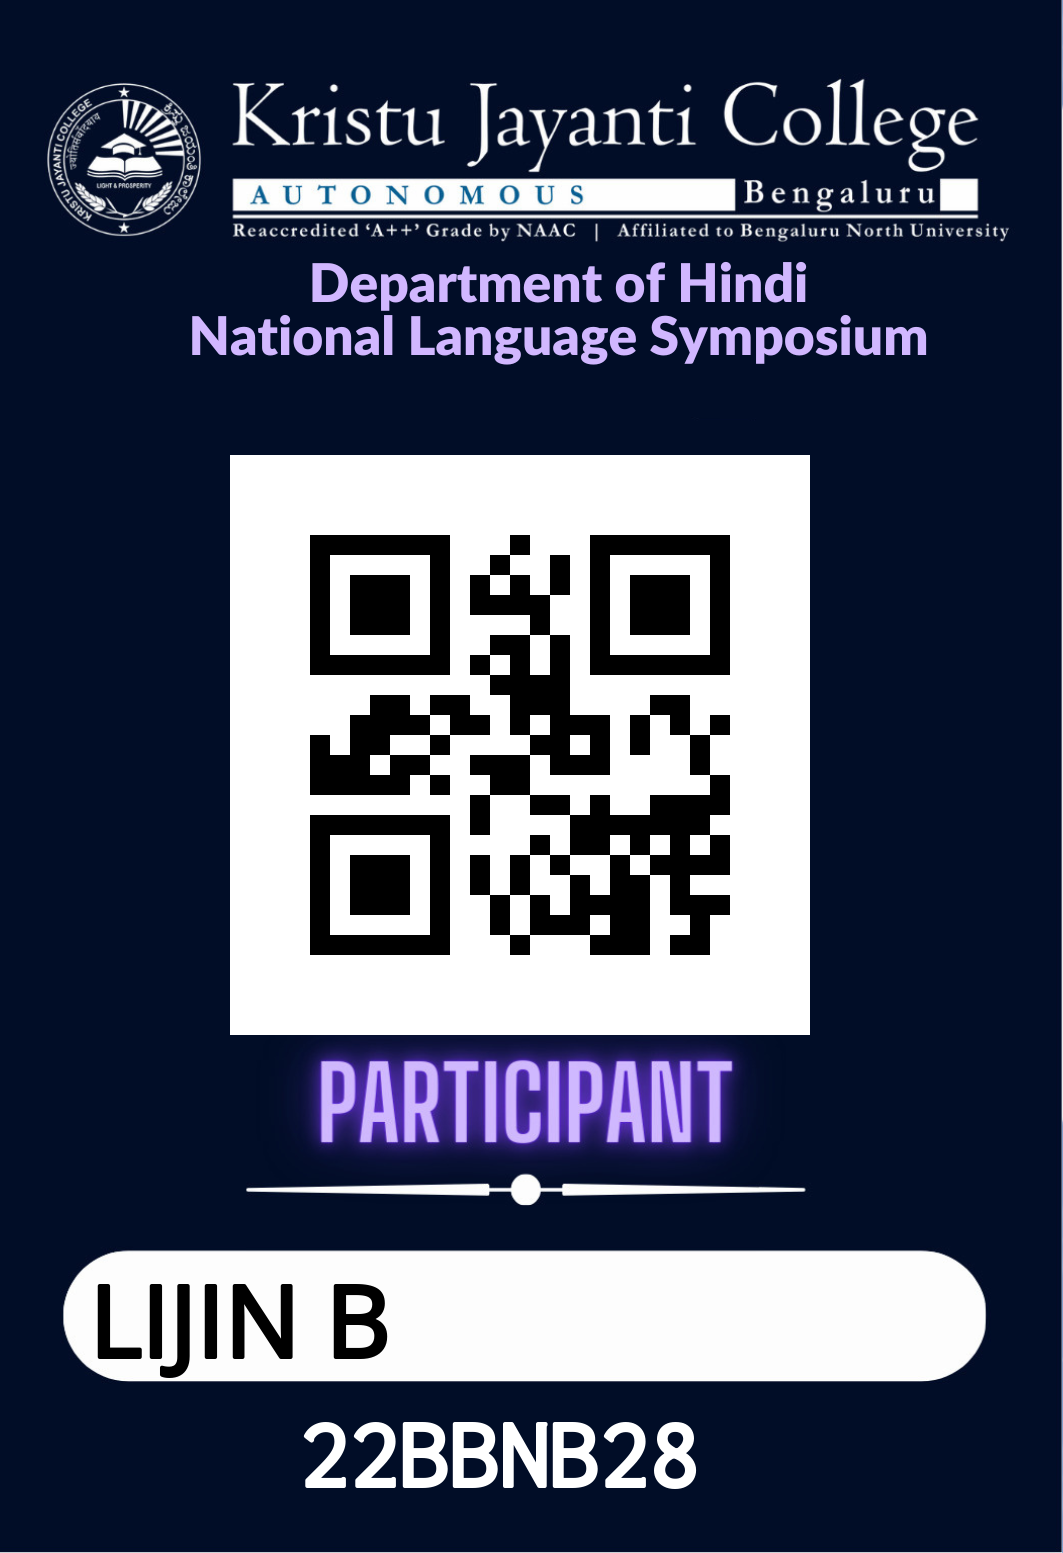 Kristu Jayanti College
AUTONOMOUS Bengaluru
Reaccredited ‘A++’ Grade by NAAC | Affiliated to Bengaluru North University
KRISTU JAYANTI COLLEGE
LIGHT & PROSPERITY
Department of Hindi
National Language Symposium
PARTICIPANT
LIJIN B
22BBNB28